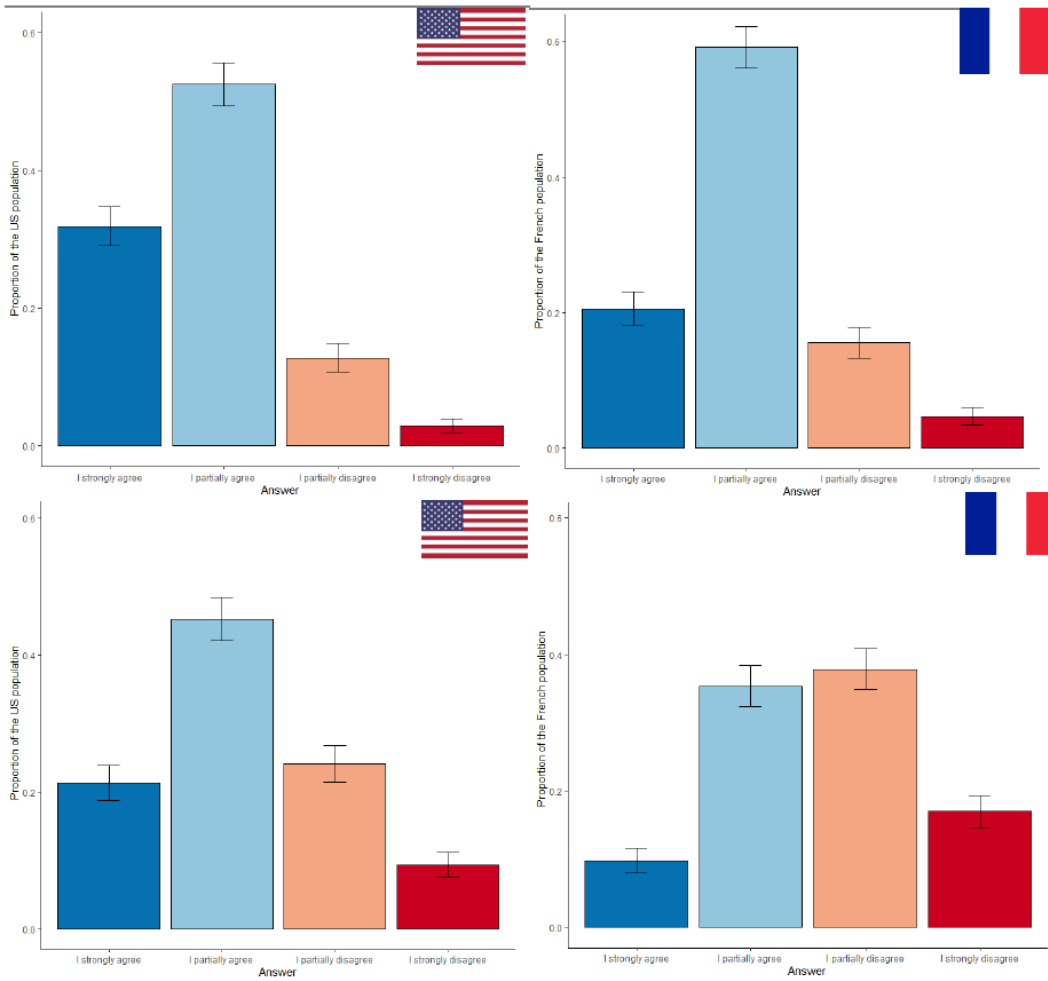 Proportion of the US population
0.6
0.4
0.2
0.0
I strongly agree I partially agree I partially disagree I strongly disagree
Answer
Proportion of the French population
0.6
0.4
0.2
0.0
I strongly agree I partially agree I partially disagree I strongly disagree
Answer
Proportion of the US population
0.6
0.4
0.2
0.0
I strongly agree I partially agree I partially disagree I strongly disagree
Answer
Proportion of the French population
0.6
0.4
0.2
0.0
I strongly agree I partially agree I partially disagree I strongly disagree
Answer